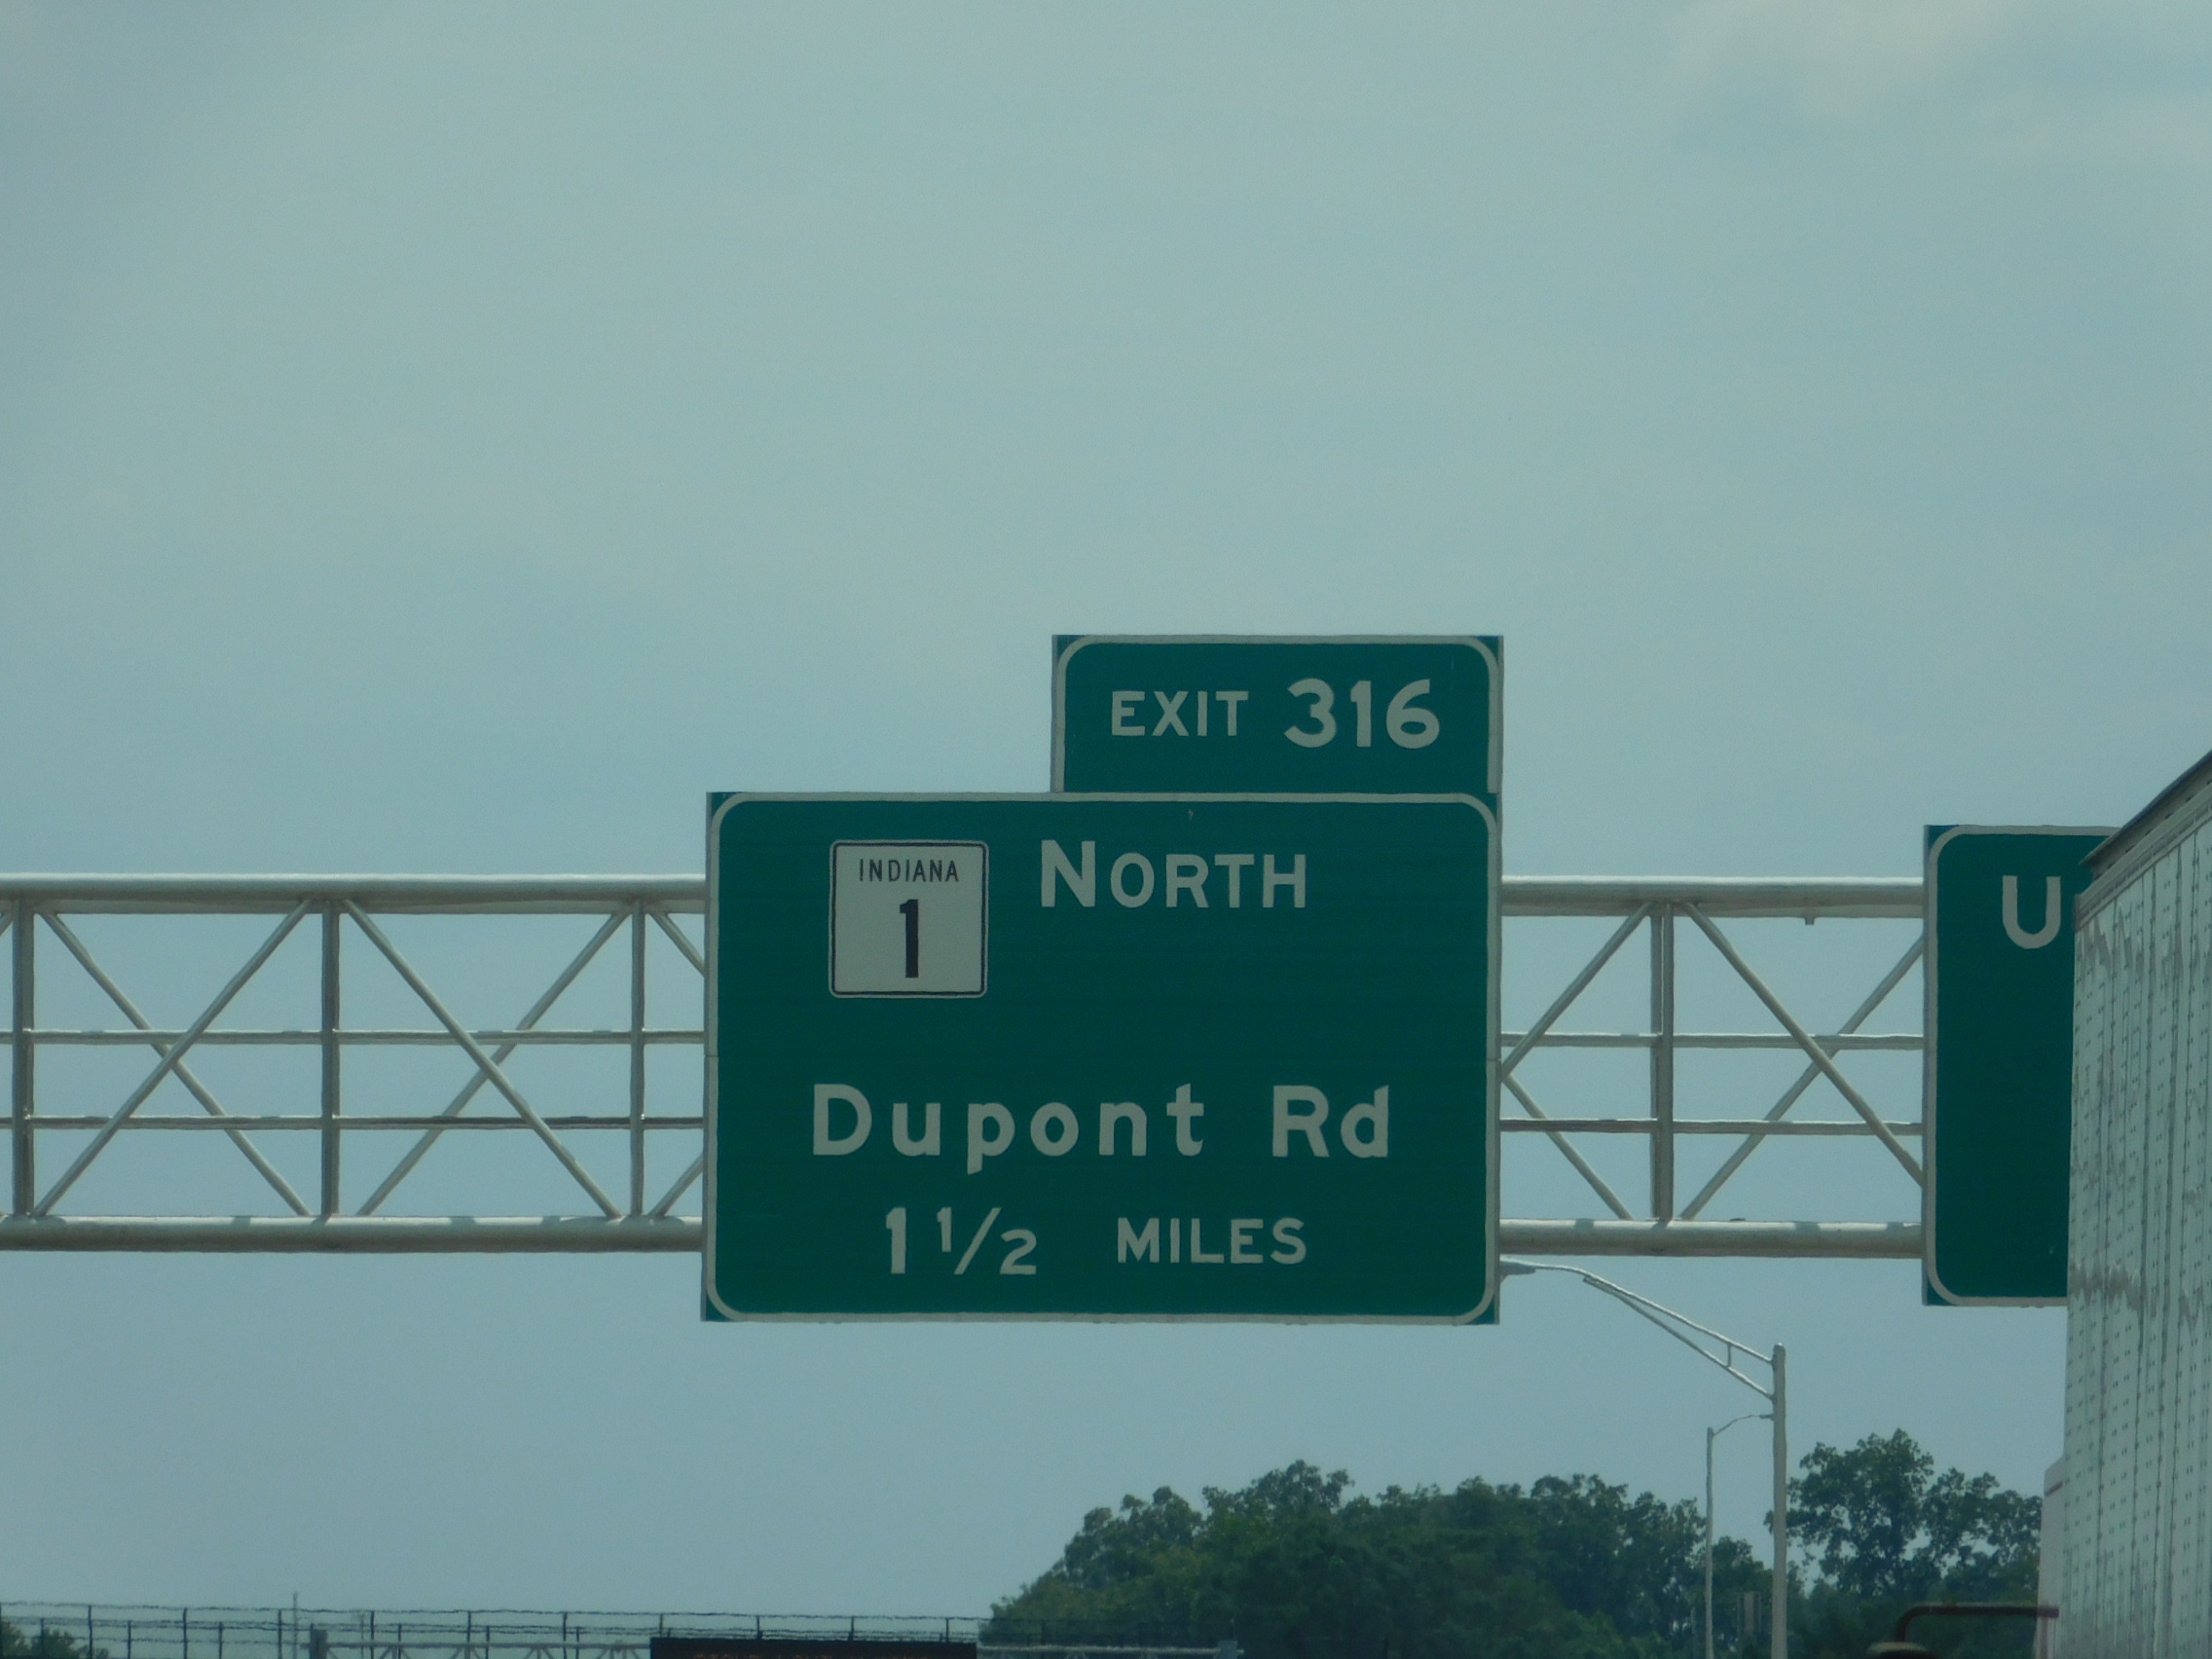 EXIT 316
INDIANA
1
NORTH
Dupont Rd
1 1/2 MILES
U